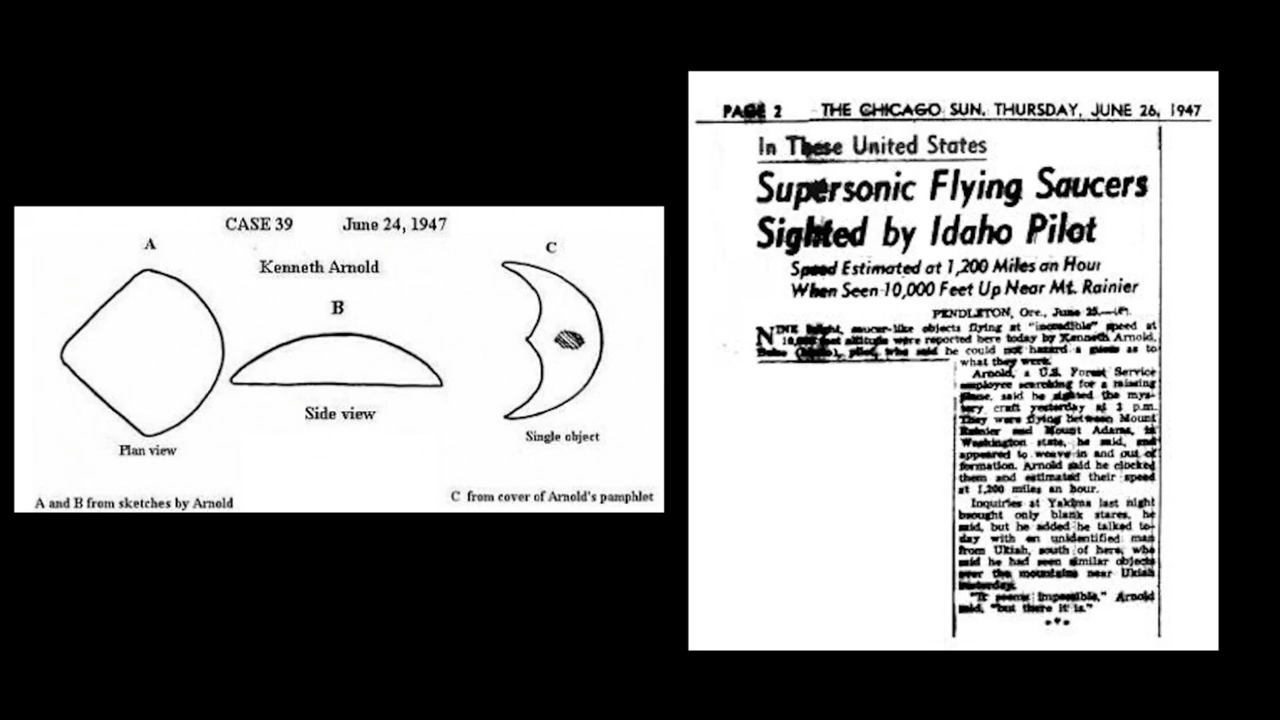 CASE 39 June 24, 1947
Kenneth Arnold
A
B
C
Plan view
Side view
Single object
A and B from sketches by Arnold
C from cover of Arnold's pamphlet
PAGE 2 THE CHICAGO SUN, THURSDAY, JUNE 26, 1947
In These United States
Supersonic Flying Saucers
Sighted by Idaho Pilot
Speed Estimated at 1,200 Miles an Hour
When Seen 10,000 Feet Up Near Mt. Rainier
PENDLETON, Ore., June 25.
NINE bright, saucer-like objects flying at "incredible" speed at
10,000 feet altitude were reported here today by Kenneth Arnold,
Boise (Idaho), pilot, who said he could not hazard a guess as to
what they were.
Arnold, a U.S. Forest Service
employee searching for a missing
plane, said he sighted the mys-
tery craft yesterday at 3 p.m.
They were flying between Mount
Rainier and Mount Adams, in
Washington state, he said, and
appeared to weave in and out of
formation. Arnold said he clocked
them and estimated their speed
at 1,200 miles an hour.
Inquiries at Yakima last night
brought only blank stares, he
said, but he added he talked to-
day with an unidentified man
from Ukiah, south of here, who
said he had seen similar objects
over the mountains near Ukiah
yesterday.
"It seems impossible," Arnold
said, "but there it is."